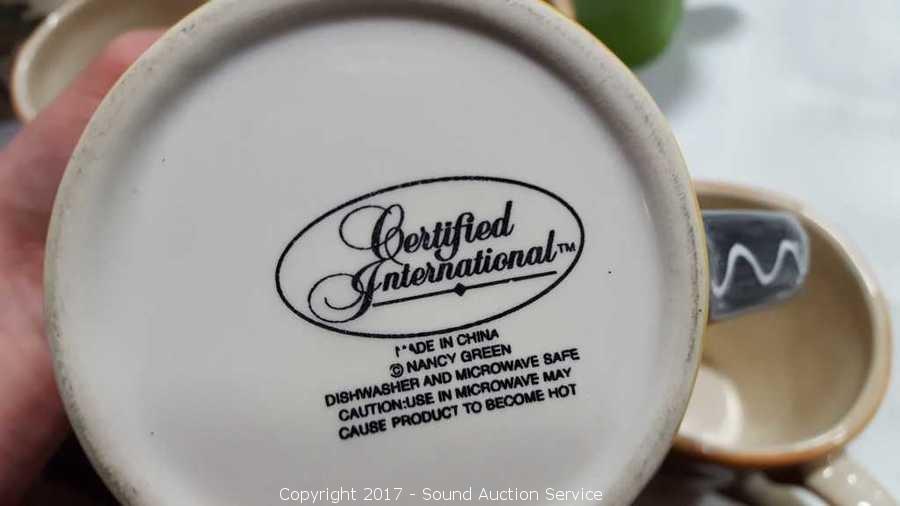 Certified
International™
MADE IN CHINA
© NANCY GREEN
DISHWASHER AND MICROWAVE SAFE
CAUTION:USE IN MICROWAVE MAY
CAUSE PRODUCT TO BECOME HOT
Copyright 2017 - Sound Auction Service